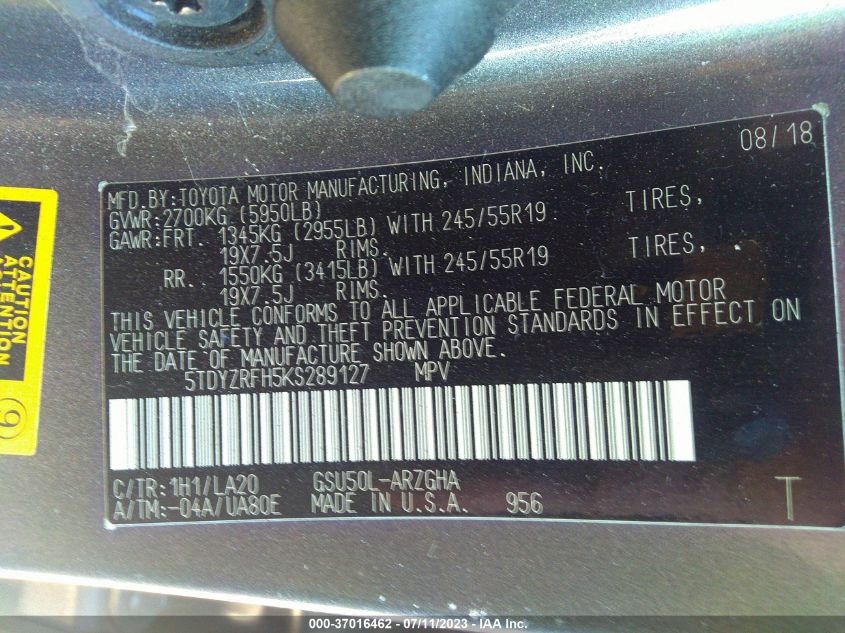 08/18
MFD.BY:TOYOTA MOTOR MANUFACTURING, INDIANA, INC.
GVWR:2700KG (5950LB)
GAWR:FRT. 1345KG (2955LB) WITH 245/55R19 TIRES,
19X7.5J RIMS.
RR. 1550KG (3415LB) WITH 245/55R19 TIRES,
19X7.5J RIMS.
THIS VEHICLE CONFORMS TO ALL APPLICABLE FEDERAL MOTOR
VEHICLE SAFETY AND THEFT PREVENTION STANDARDS IN EFFECT ON
THE DATE OF MANUFACTURE SHOWN ABOVE.
5TDYZRFH5KS289127 MPV
C/TR:1H1/LA20 GSU50L-ARZGHA
A/TM:-04A/UA80E MADE IN U.S.A. 956 T
CAUTION
ATTENTION
9
000-37016462 - 07/11/2023 - IAA, Inc.